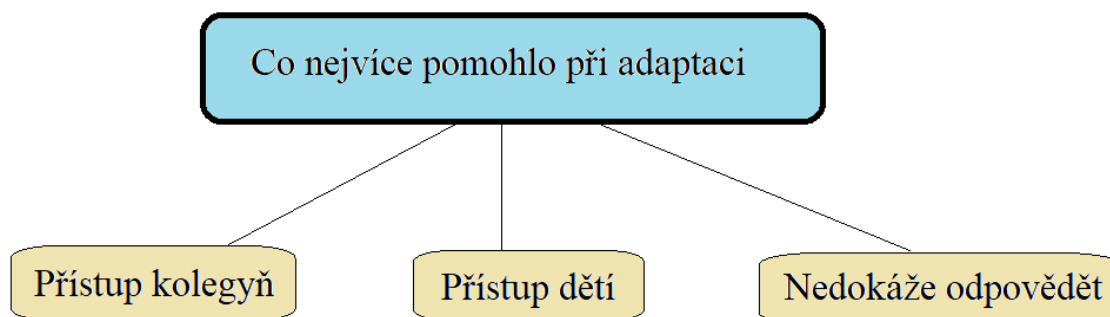 Co nejvíce pomohlo při adaptaci
Přístup kolegyň
Přístup dětí
Nedokáže odpovědět